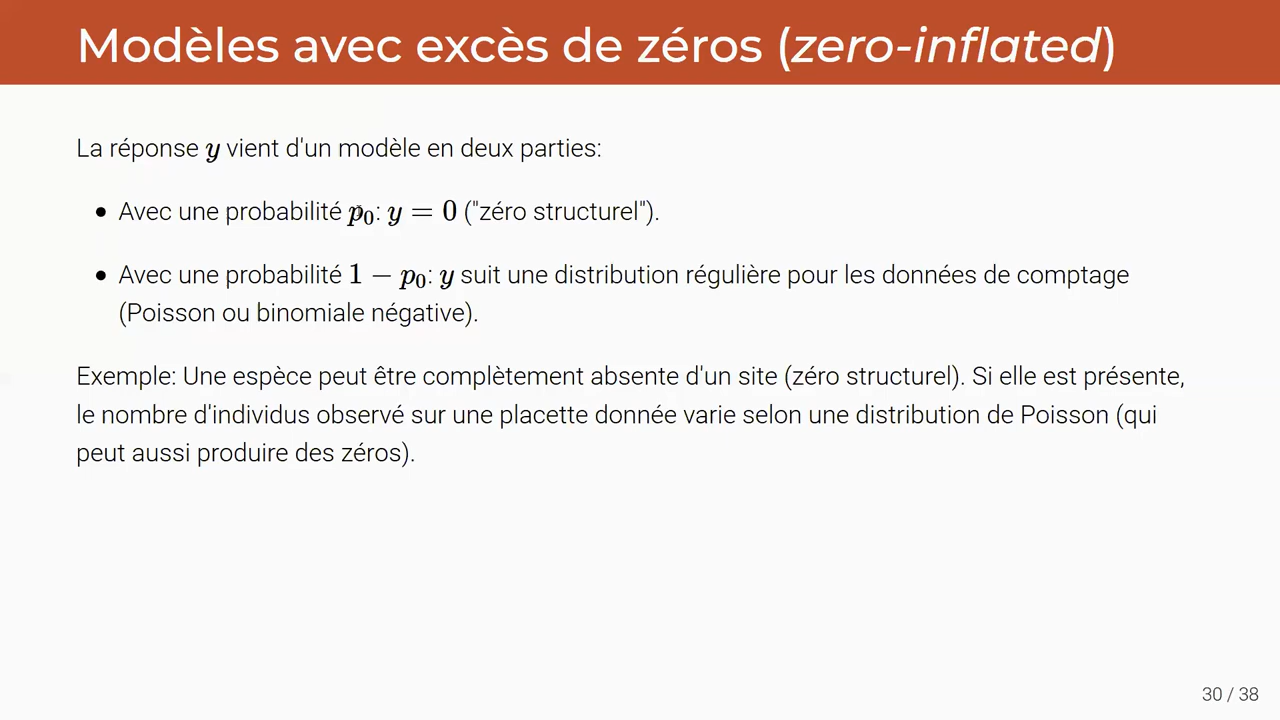 Modèles avec excès de zéros (zero-inflated)
La réponse y vient d'un modèle en deux parties:
• Avec une probabilité p₀: y = 0 ("zéro structurel").
• Avec une probabilité 1 − p₀: y suit une distribution régulière pour les données de comptage
(Poisson ou binomiale négative).
Exemple: Une espèce peut être complètement absente d'un site (zéro structurel). Si elle est présente,
le nombre d'individus observé sur une placette donnée varie selon une distribution de Poisson (qui
peut aussi produire des zéros).
30 / 38